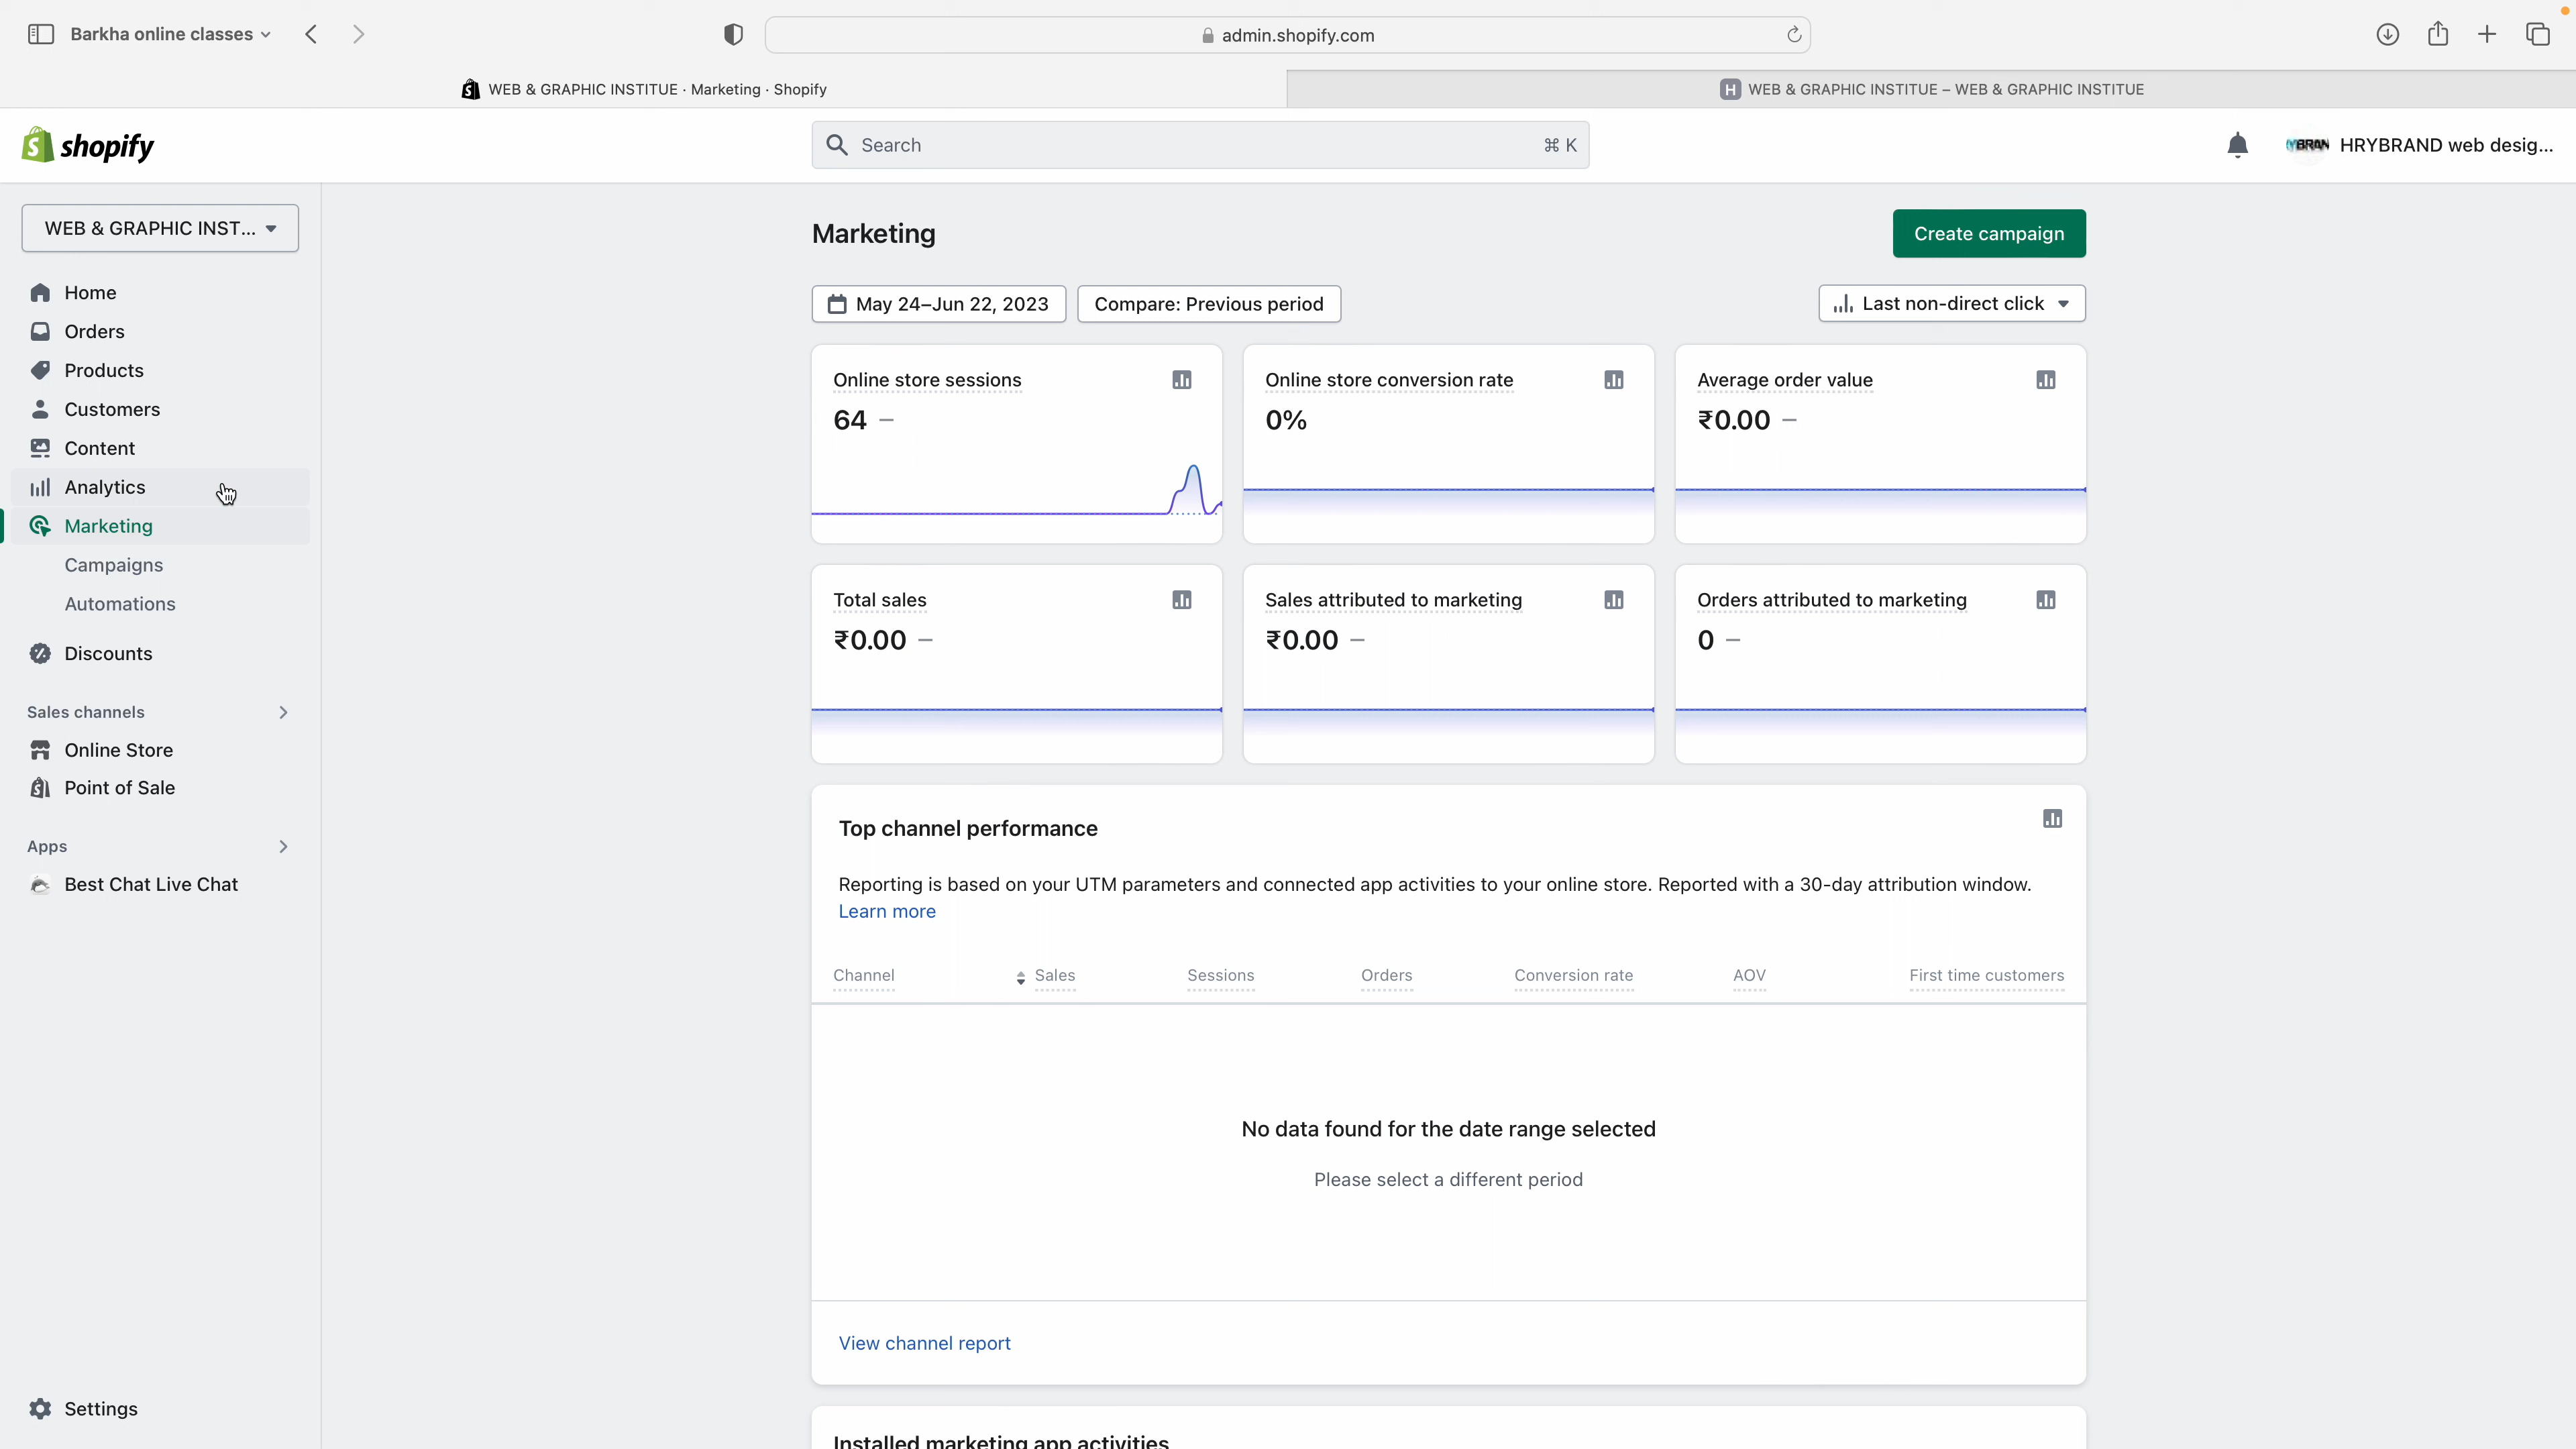 Barkha online classes
admin.shopify.com
WEB & GRAPHIC INSTITUE · Marketing · Shopify
H WEB & GRAPHIC INSTITUE – WEB & GRAPHIC INSTITUE
shopify
Search
⌘ K
HRYBRAND web desig...
WEB & GRAPHIC INST...
Home
Orders
Products
Customers
Content
Analytics
Marketing
Campaigns
Automations
Discounts
Sales channels
Online Store
Point of Sale
Apps
Best Chat Live Chat
Settings
Marketing
Create campaign
May 24–Jun 22, 2023
Compare: Previous period
Last non-direct click
Online store sessions
64 –
Online store conversion rate
0%
Average order value
₹0.00 –
Total sales
₹0.00 –
Sales attributed to marketing
₹0.00 –
Orders attributed to marketing
0 –
Top channel performance
Reporting is based on your UTM parameters and connected app activities to your online store. Reported with a 30-day attribution window.
Learn more
Channel Sales Sessions Orders Conversion rate AOV First time customers
No data found for the date range selected
Please select a different period
View channel report
Installed marketing app activities